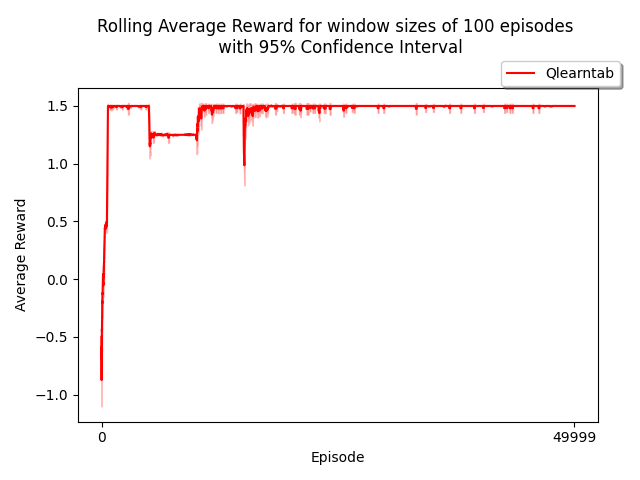 Rolling Average Reward for window sizes of 100 episodes
with 95% Confidence Interval
Qlearntab
1.5
1.0
0.5
0.0
−0.5
−1.0
Average Reward
0
49999
Episode